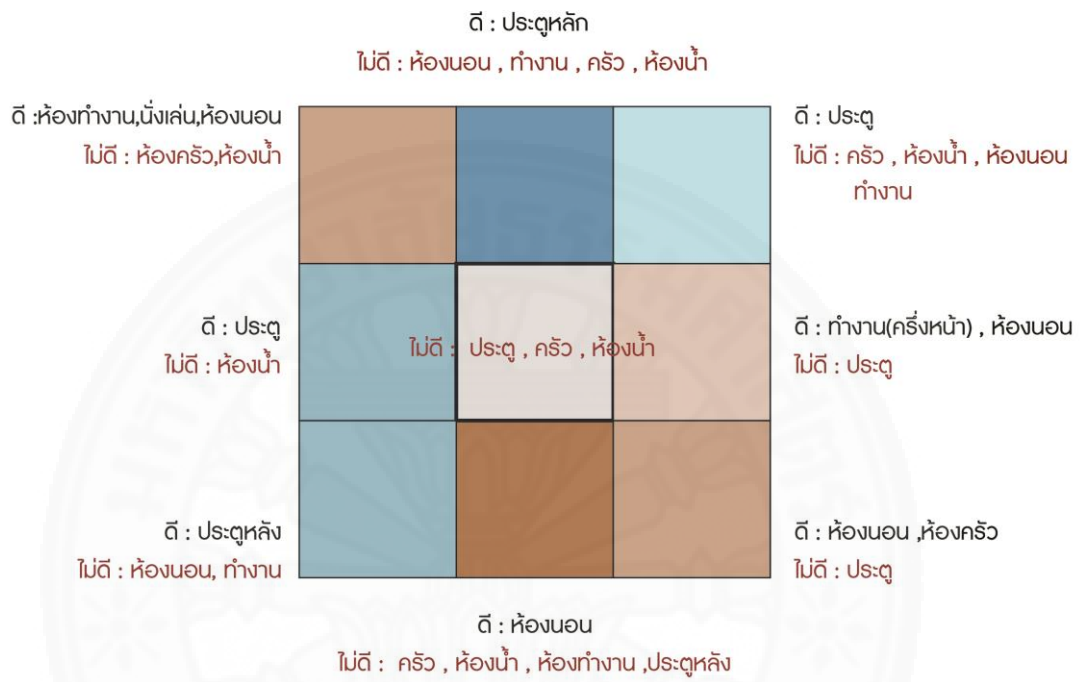 ดี : ประตูหลัก
ไม่ดี : ห้องนอน , ทำงาน , ครัว , ห้องน้ำ
ดี :ห้องทำงาน,นั่งเล่น,ห้องนอน
ไม่ดี : ห้องครัว,ห้องน้ำ
ดี : ประตู
ไม่ดี : ครัว , ห้องน้ำ , ห้องนอน
ทำงาน
ดี : ประตู
ไม่ดี : ห้องน้ำ
ไม่ดี : ประตู , ครัว , ห้องน้ำ
ดี : ทำงาน(ครึ่งหน้า) , ห้องนอน
ไม่ดี : ประตู
ดี : ประตูหลัง
ไม่ดี : ห้องนอน, ทำงาน
ดี : ห้องนอน ,ห้องครัว
ไม่ดี : ประตู
ดี : ห้องนอน
ไม่ดี : ครัว , ห้องน้ำ , ห้องทำงาน ,ประตูหลัง